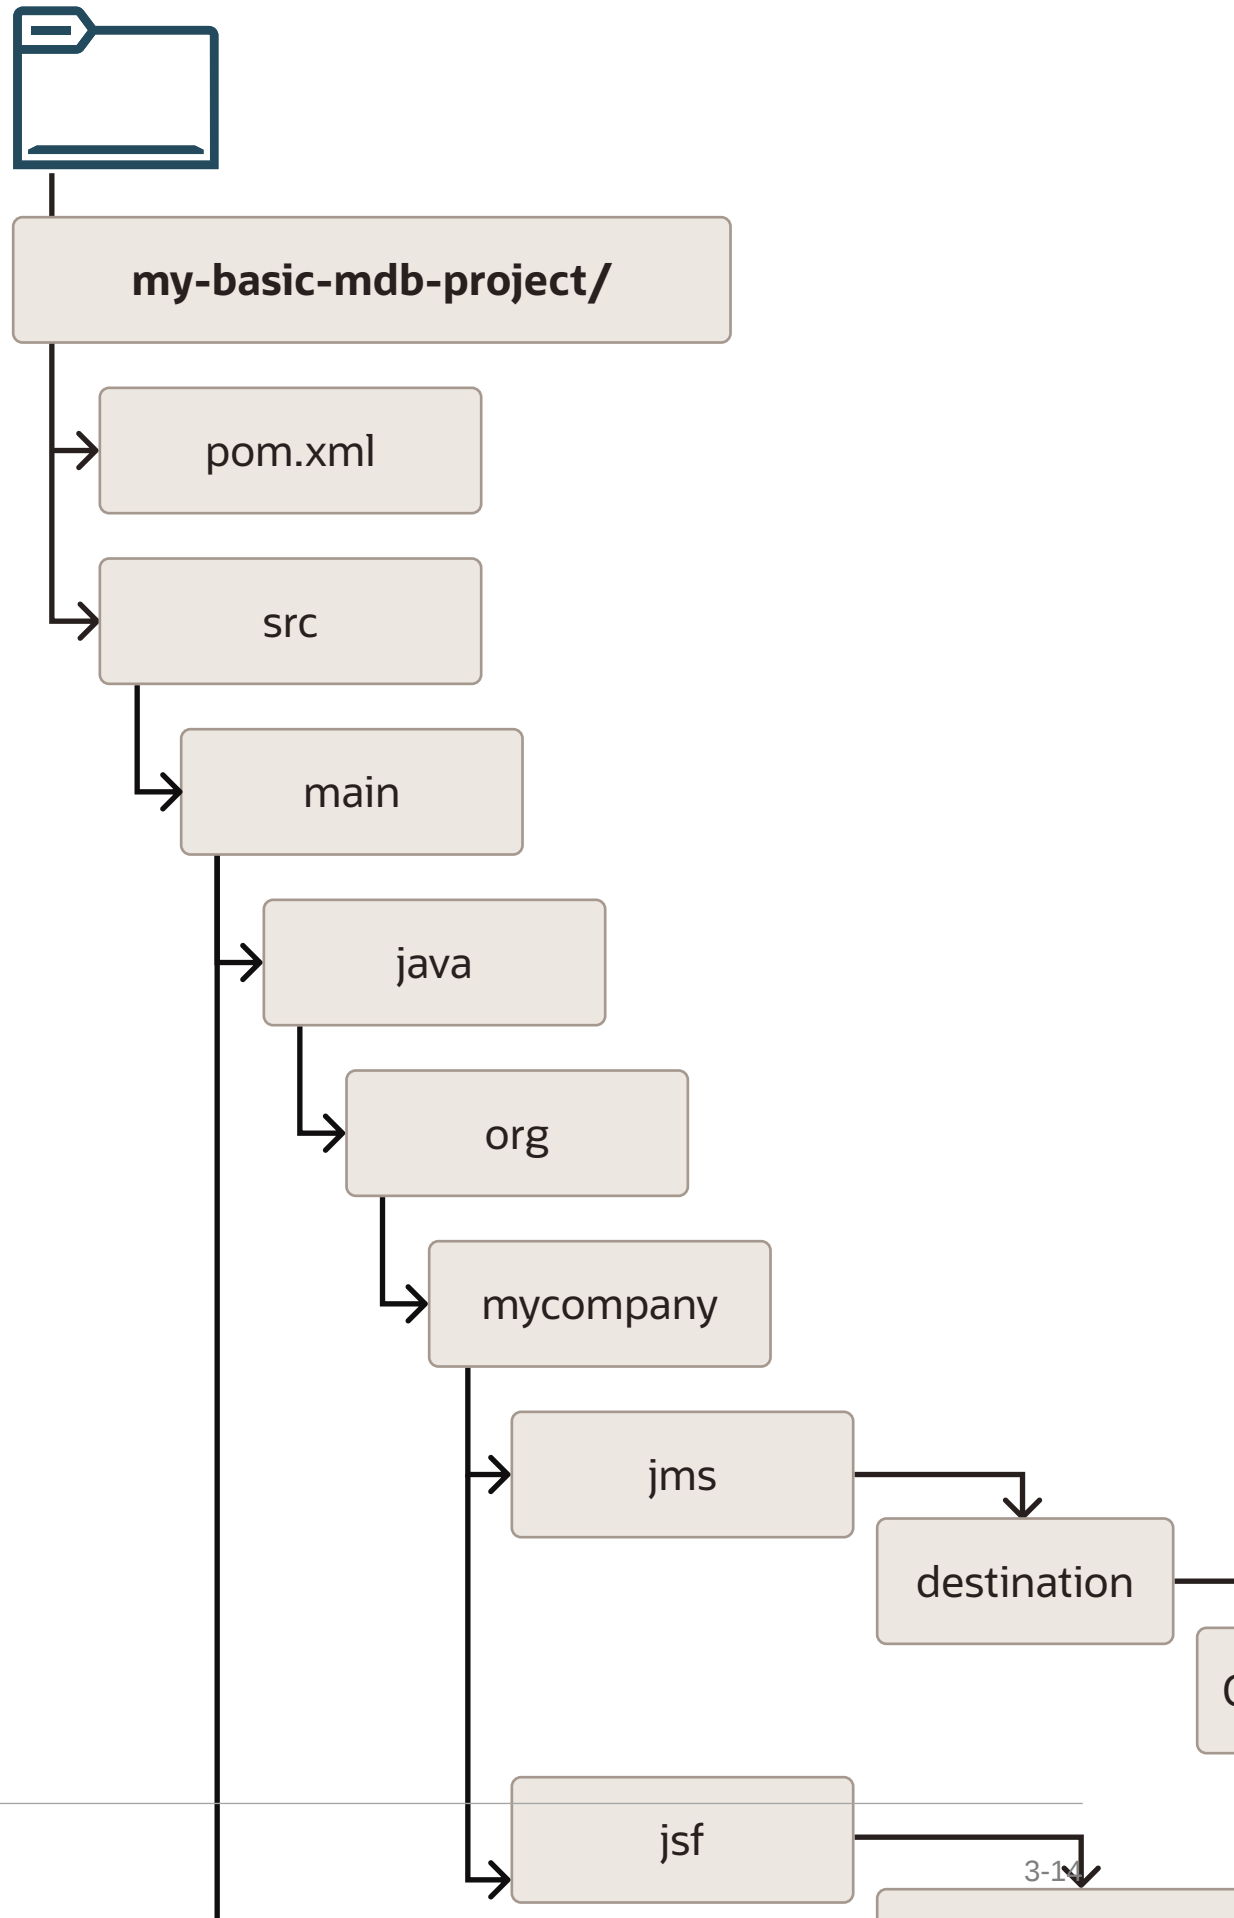 my-basic-mdb-project/
pom.xml
src
main
java
org
mycompany
jms
destination
jsf
3-14